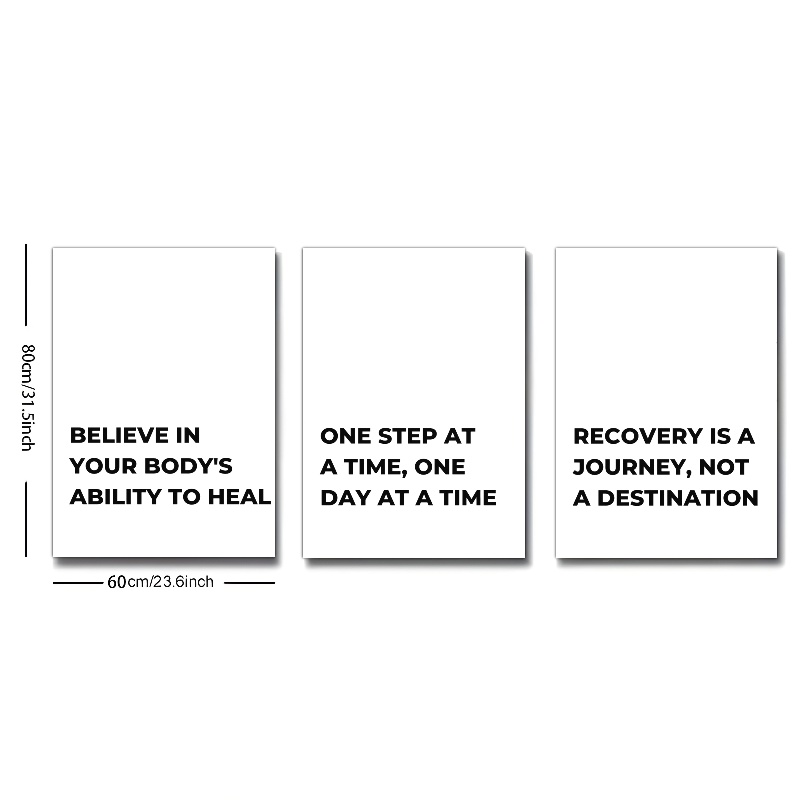 80cm/31.5inch
BELIEVE IN
YOUR BODY'S
ABILITY TO HEAL
ONE STEP AT
A TIME, ONE
DAY AT A TIME
RECOVERY IS A
JOURNEY, NOT
A DESTINATION
60cm/23.6inch